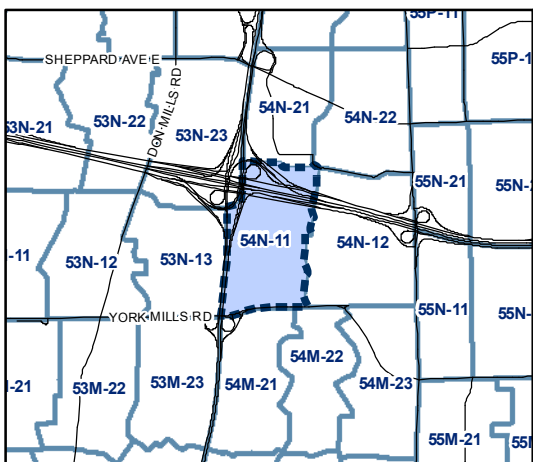 55P-11
SHEPPARD AVE E
55P-1
DON MILLS RD
54N-21
54N-22
53N-22
53N-21
53N-23
55N-21
55N-2
54N-11
54N-12
-11
53N-12
53N-13
55N-11
55N-
YORK MILLS RD
54M-22
-21
53M-22
53M-23
54M-21
54M-23
55M-21
55M